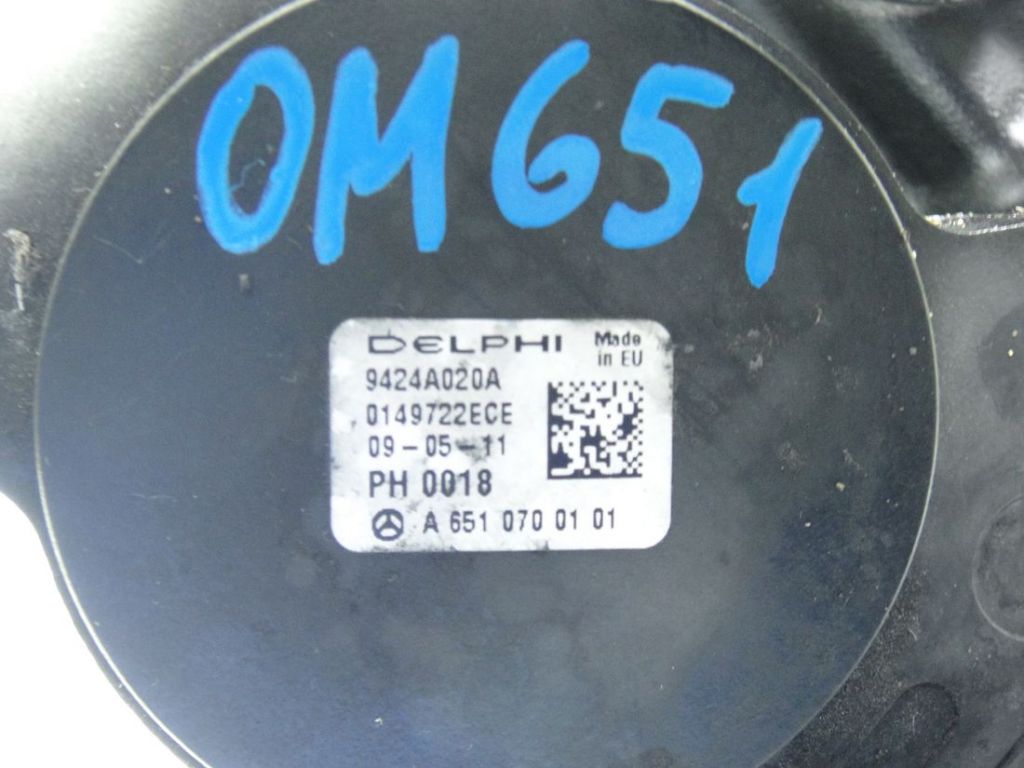 OM651
DELPHI Made in EU
9424A020A
0149722ECE
09-05-11
PH 0018
A 651 070 01 01